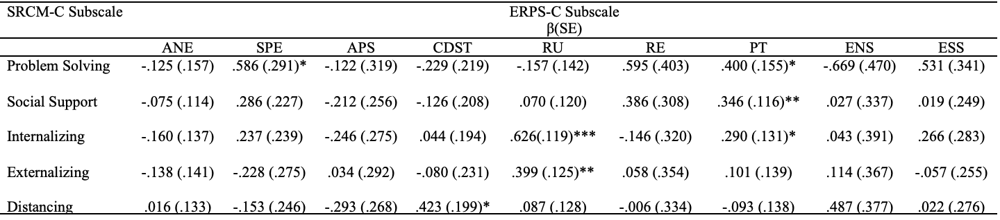 SRCM-C Subscale ERPS-C Subscale
β(SE)
ANE SPE APS CDST RU RE PT ENS ESS
Problem Solving -.125 (.157) .586 (.291)* -.122 (.319) -.229 (.219) -.157 (.142) .595 (.403) .400 (.155)* -.669 (.470) .531 (.341)
Social Support -.075 (.114) .286 (.227) -.212 (.256) -.126 (.208) .070 (.120) .386 (.308) .346 (.116)** .027 (.337) .019 (.249)
Internalizing -.160 (.137) .237 (.239) -.246 (.275) .044 (.194) .626(.119)*** -.146 (.320) .290 (.131)* .043 (.391) .266 (.283)
Externalizing -.138 (.141) -.228 (.275) .034 (.292) -.080 (.231) .399 (.125)** .058 (.354) .101 (.139) .114 (.367) -.057 (.255)
Distancing .016 (.133) -.153 (.246) -.293 (.268) .423 (.199)* .087 (.128) -.006 (.334) -.093 (.138) .487 (.377) .022 (.276)